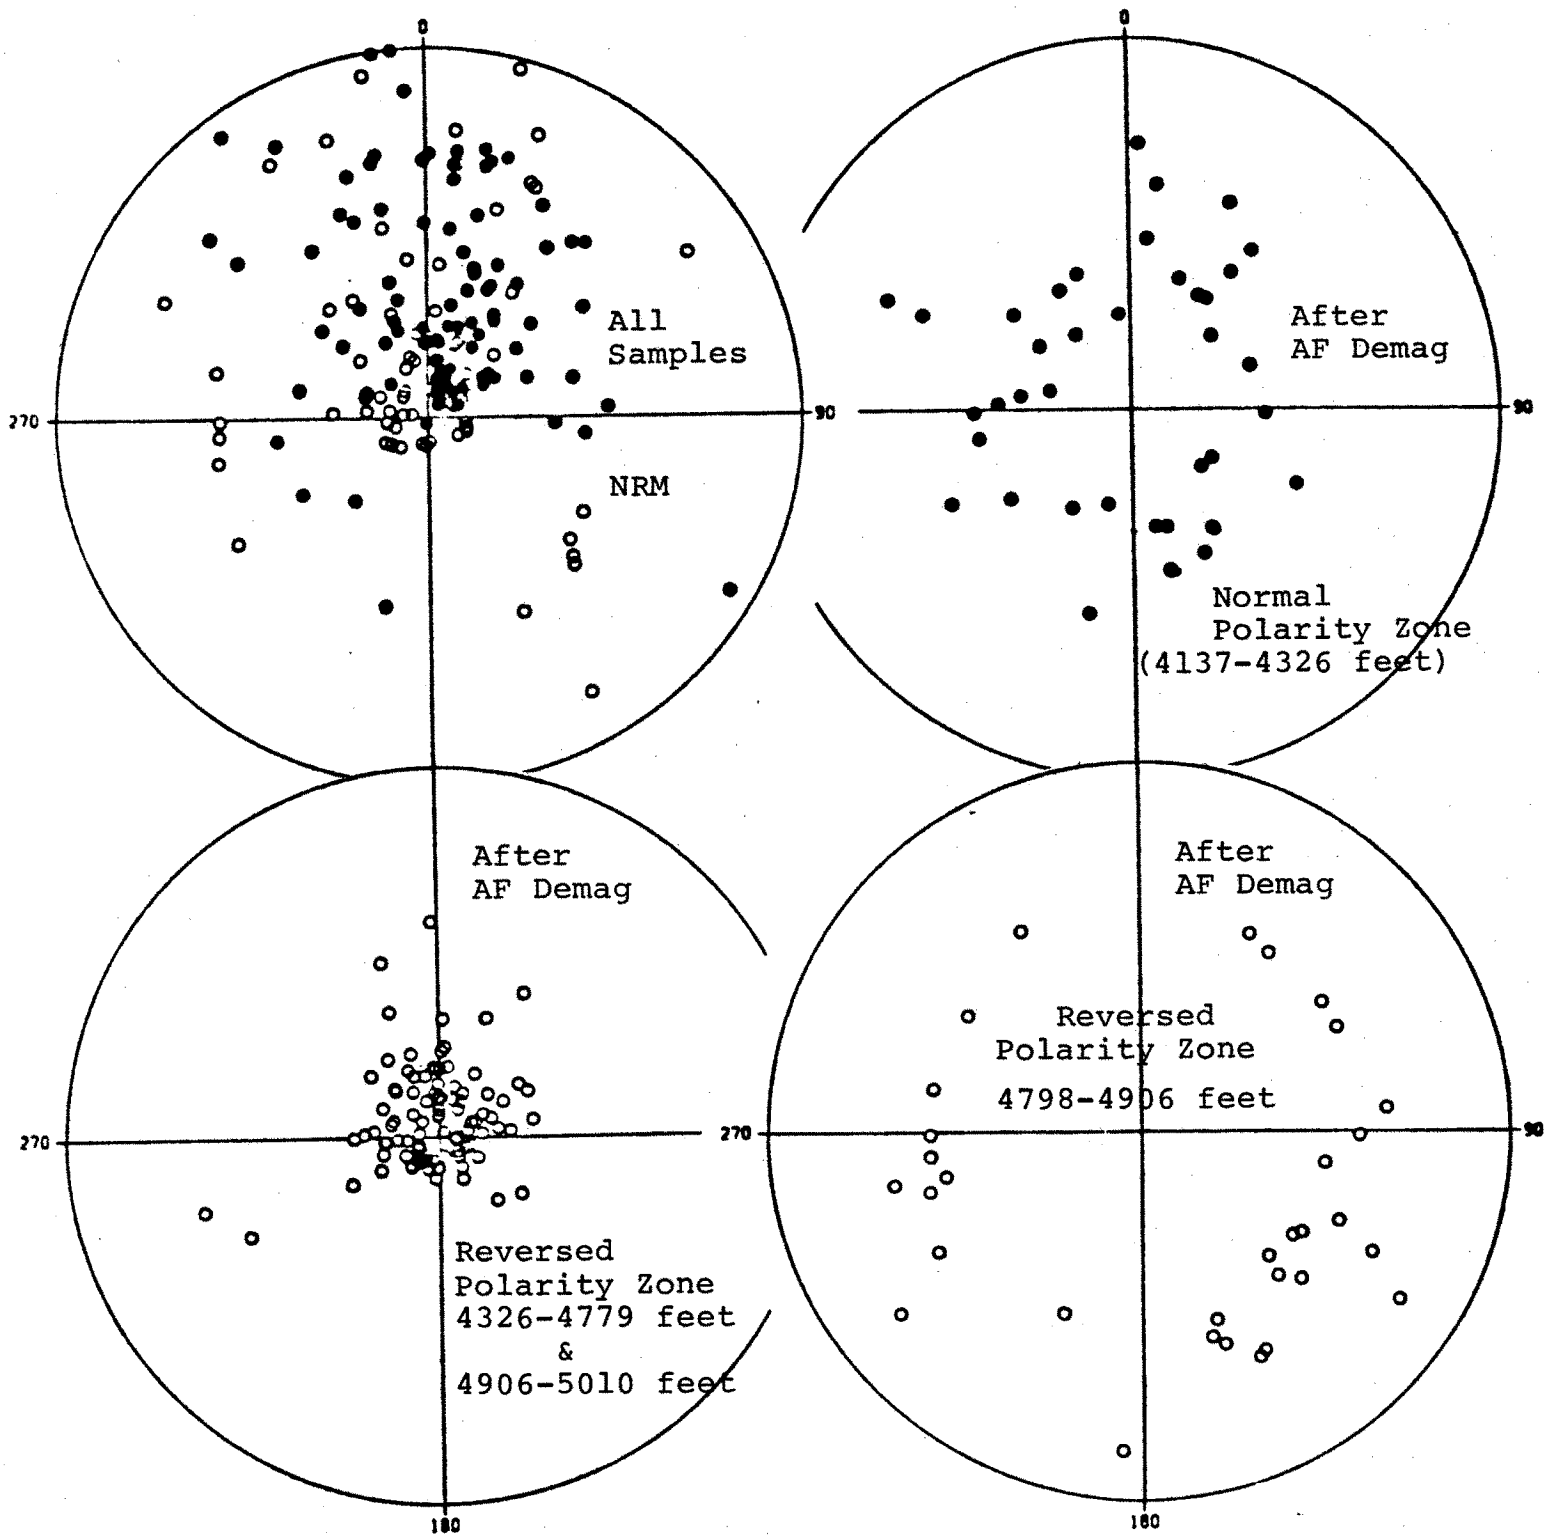 0
0
All
Samples
After
AF Demag
270
90
90
NRM
Normal
Polarity Zone
(4137-4326 feet)
After
AF Demag
After
AF Demag
Reversed
Polarity Zone
4798-4906 feet
270
270
90
Reversed
Polarity Zone
4326-4779 feet
&
4906-5010 feet
180
180